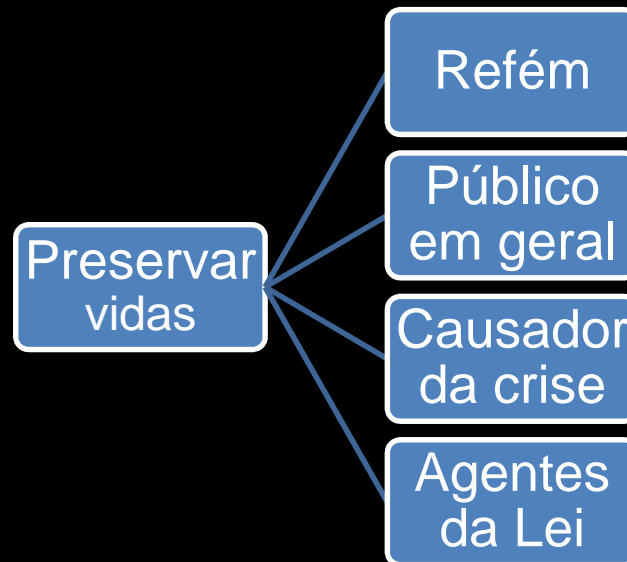 Preservar
vidas
Refém
Público
em geral
Causador
da crise
Agentes
da Lei